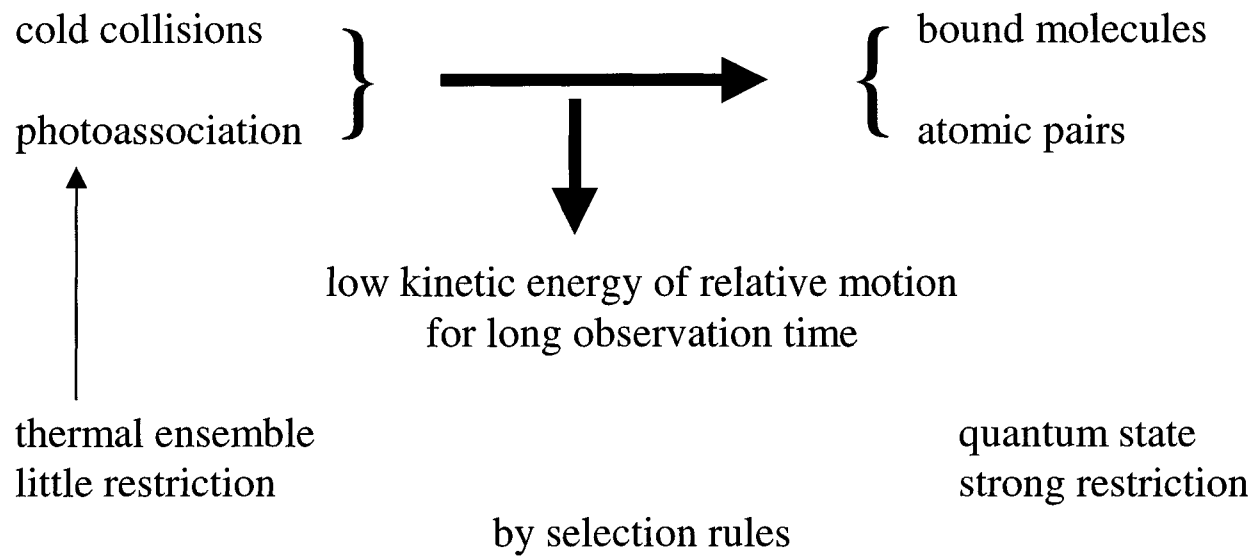 cold collisions
bound molecules
photoassociation
atomic pairs
low kinetic energy of relative motion
for long observation time
thermal ensemble
quantum state
little restriction
strong restriction
by selection rules